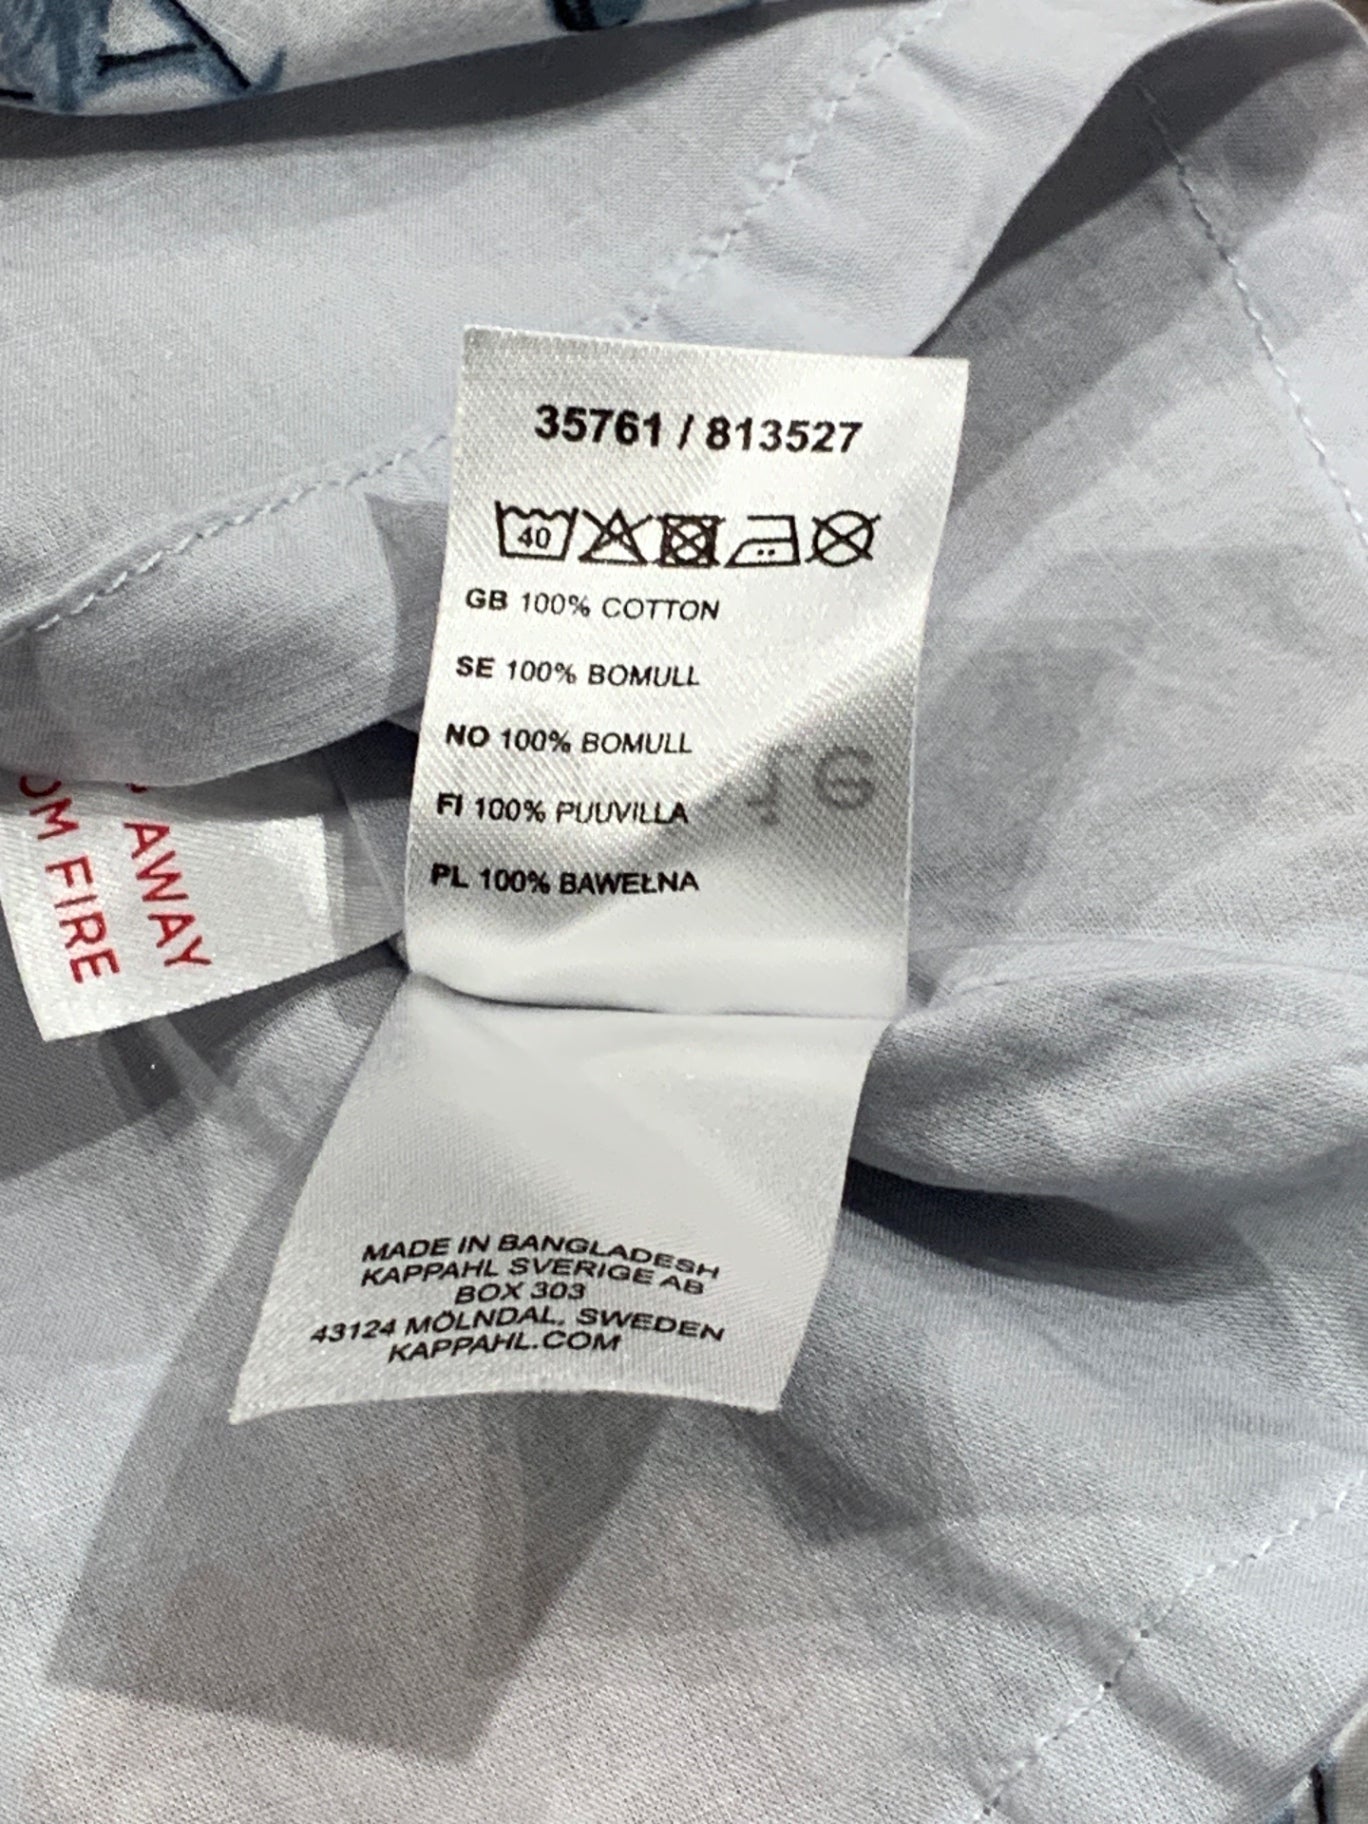 35761 / 813527
40
GB 100% COTTON
SE 100% BOMULL
NO 100% BOMULL
FI 100% PUUVILLA
PL 100% BAWEŁNA
AWAY
OM FIRE
MADE IN BANGLADESH
KAPPAHL SVERIGE AB
BOX 303
43124 MÖLNDAL, SWEDEN
KAPPAHL.COM